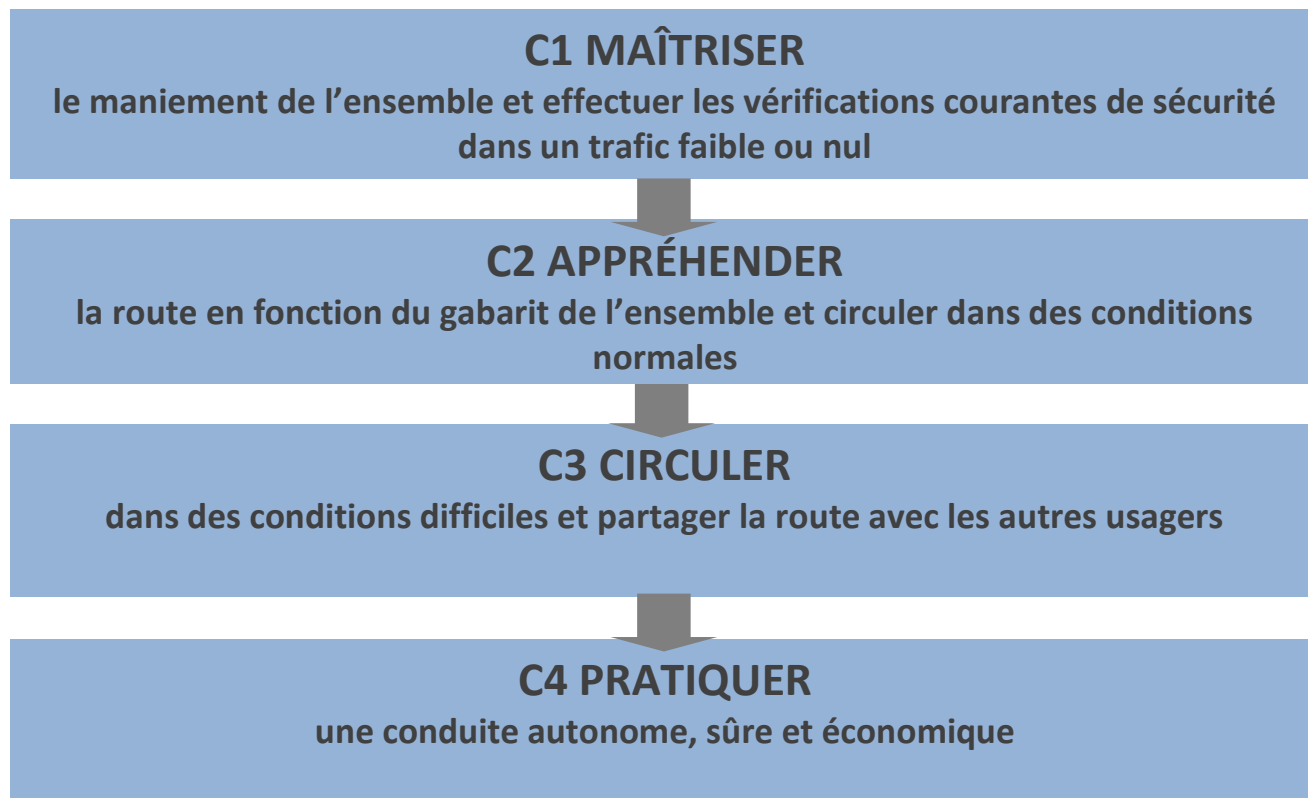 C1 MAÎTRISER
le maniement de l’ensemble et effectuer les vérifications courantes de sécurité
dans un trafic faible ou nul
C2 APPRÉHENDER
la route en fonction du gabarit de l’ensemble et circuler dans des conditions
normales
C3 CIRCULER
dans des conditions difficiles et partager la route avec les autres usagers
C4 PRATIQUER
une conduite autonome, sûre et économique